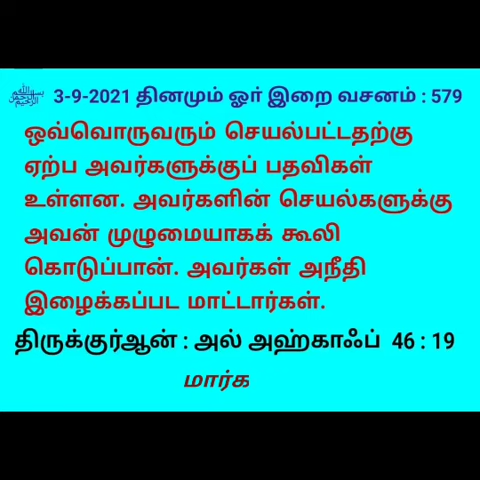 ﷽ 3-9-2021 தினமும் ஓர் இறை வசனம் : 579
ஒவ்வொருவரும் செயல்பட்டதற்கு
ஏற்ப அவர்களுக்குப் பதவிகள்
உள்ளன. அவர்களின் செயல்களுக்கு
அவன் முழுமையாகக் கூலி
கொடுப்பான். அவர்கள் அநீதி
இழைக்கப்பட மாட்டார்கள்.
திருக்குர்ஆன் : அல் அஹ்காஃப் 46 : 19
மார்க